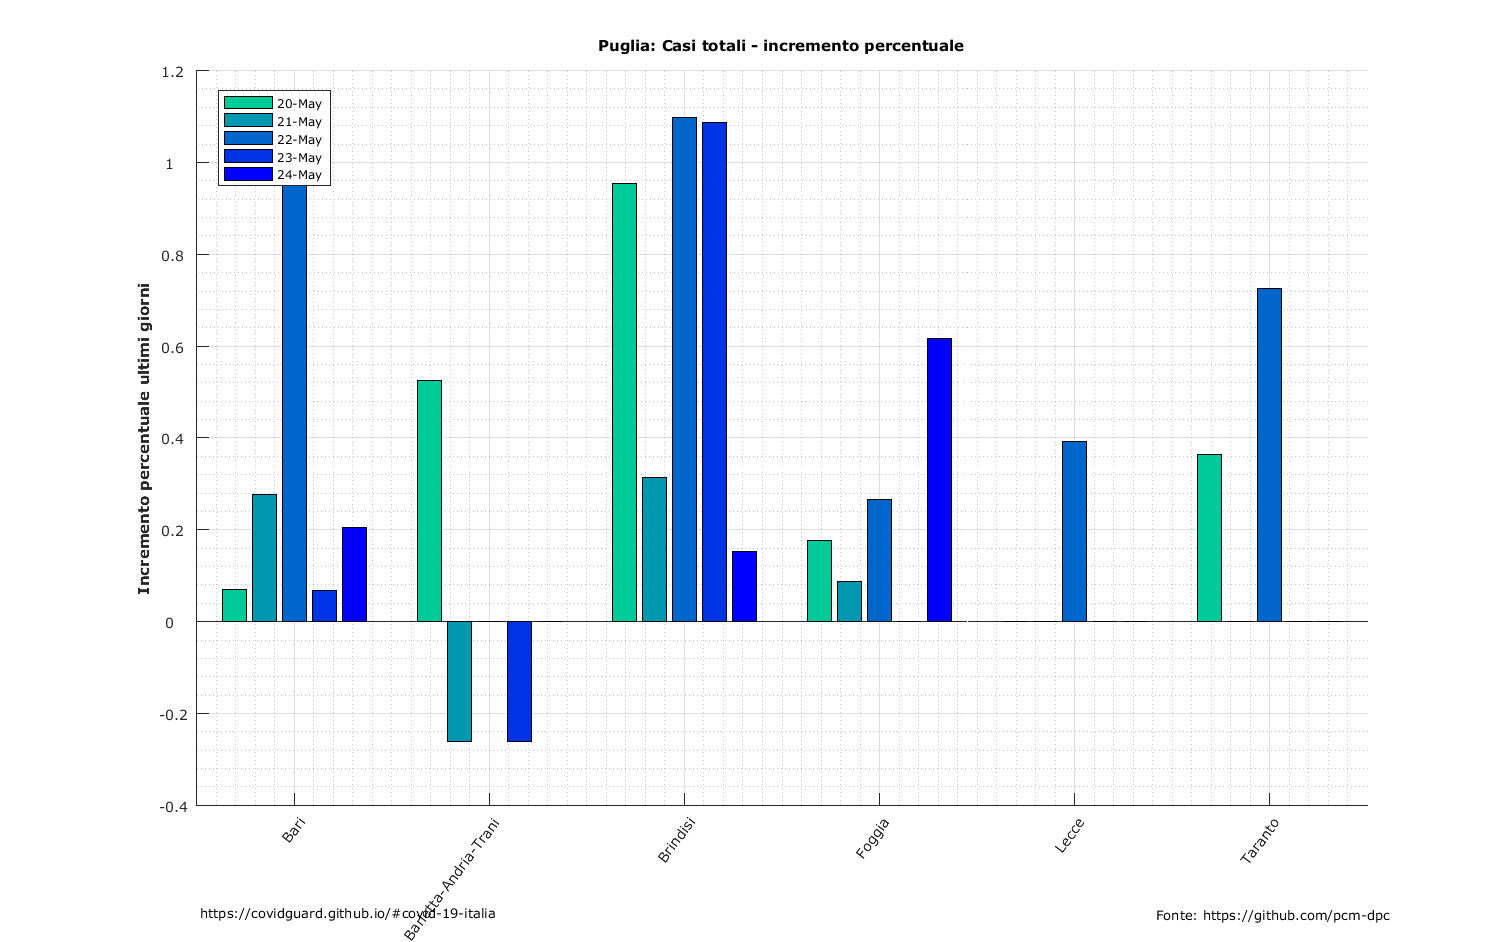 Puglia: Casi totali - incremento percentuale
1.2
1
0.8
0.6
0.4
0.2
0
-0.2
-0.4
Incremento percentuale ultimi giorni
20-May
21-May
22-May
23-May
24-May
Bari
Barletta-Andria-Trani
Brindisi
Foggia
Lecce
Taranto
https://covidguard.github.io/#covid-19-italia
Fonte: https://github.com/pcm-dpc